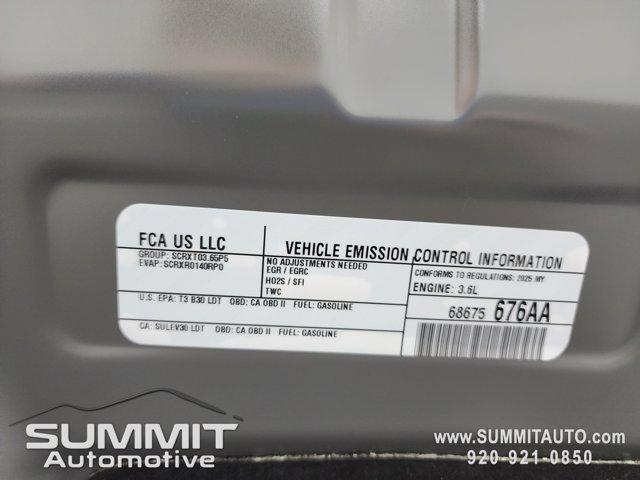 FCA US LLC
GROUP: SCRXT03.65P5
EVAP: SCRXR0140RP0
VEHICLE EMISSION CONTROL INFORMATION
NO ADJUSTMENTS NEEDED
EGR / EGRC
HO2S / SFI
TWC
CONFORMS TO REGULATIONS: 2025 MY
ENGINE: 3.6L
U.S. EPA: T3 B30 LDT OBD: CA OBD II FUEL: GASOLINE
68675 676AA
CA: SULEV30 LDT OBD: CA OBD II FUEL: GASOLINE
SUMMIT
Automotive
WWW.SUMMITAUTO.COM
920-921-0850